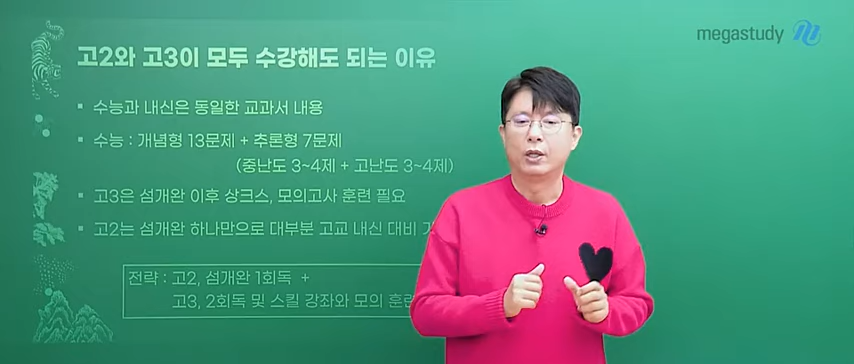 megastudy
고2와 고3이 모두 수강해도 되는 이유
▪ 수능과 내신은 동일한 교과서 내용
▪ 수능 : 개념형 13문제 + 추론형 7문제
(중난도 3~4제 + 고난도 3~4제)
▪ 고3은 섬개완 이후 상크스, 모의고사 훈련 필요
▪ 고2는 섬개완 하나만으로 대부분 고교 내신 대비
전략 : 고2, 섬개완 1회독 +
고3, 2회독 및 스킬 강좌와 모의 훈련